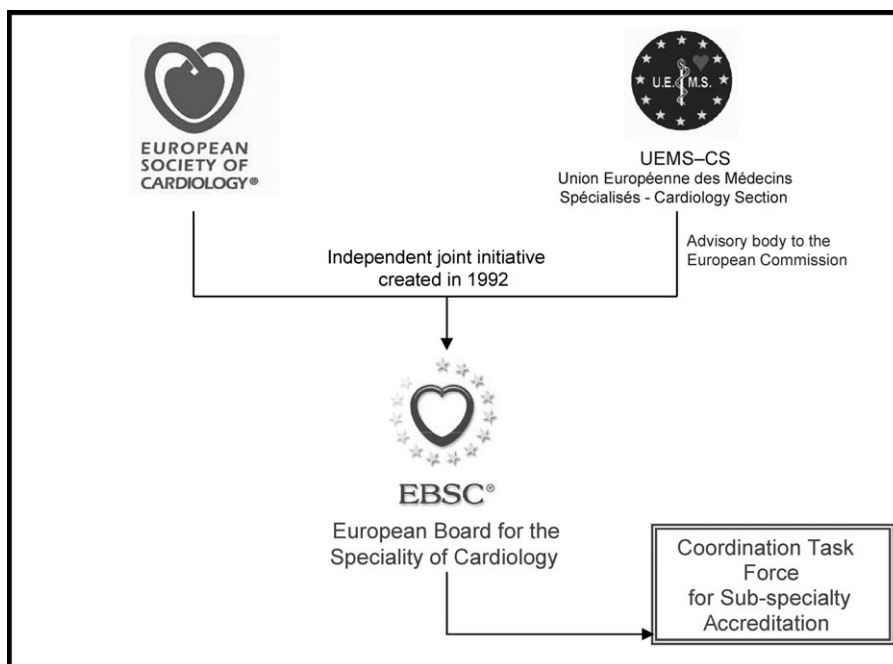 EUROPEAN
SOCIETY OF
CARDIOLOGY®
U.E.M.S.
UEMS–CS
Union Européenne des Médecins
Spécialisés - Cardiology Section
Advisory body to the
European Commission
Independent joint initiative
created in 1992
EBSC®
European Board for the
Speciality of Cardiology
Coordination Task
Force
for Sub-specialty
Accreditation